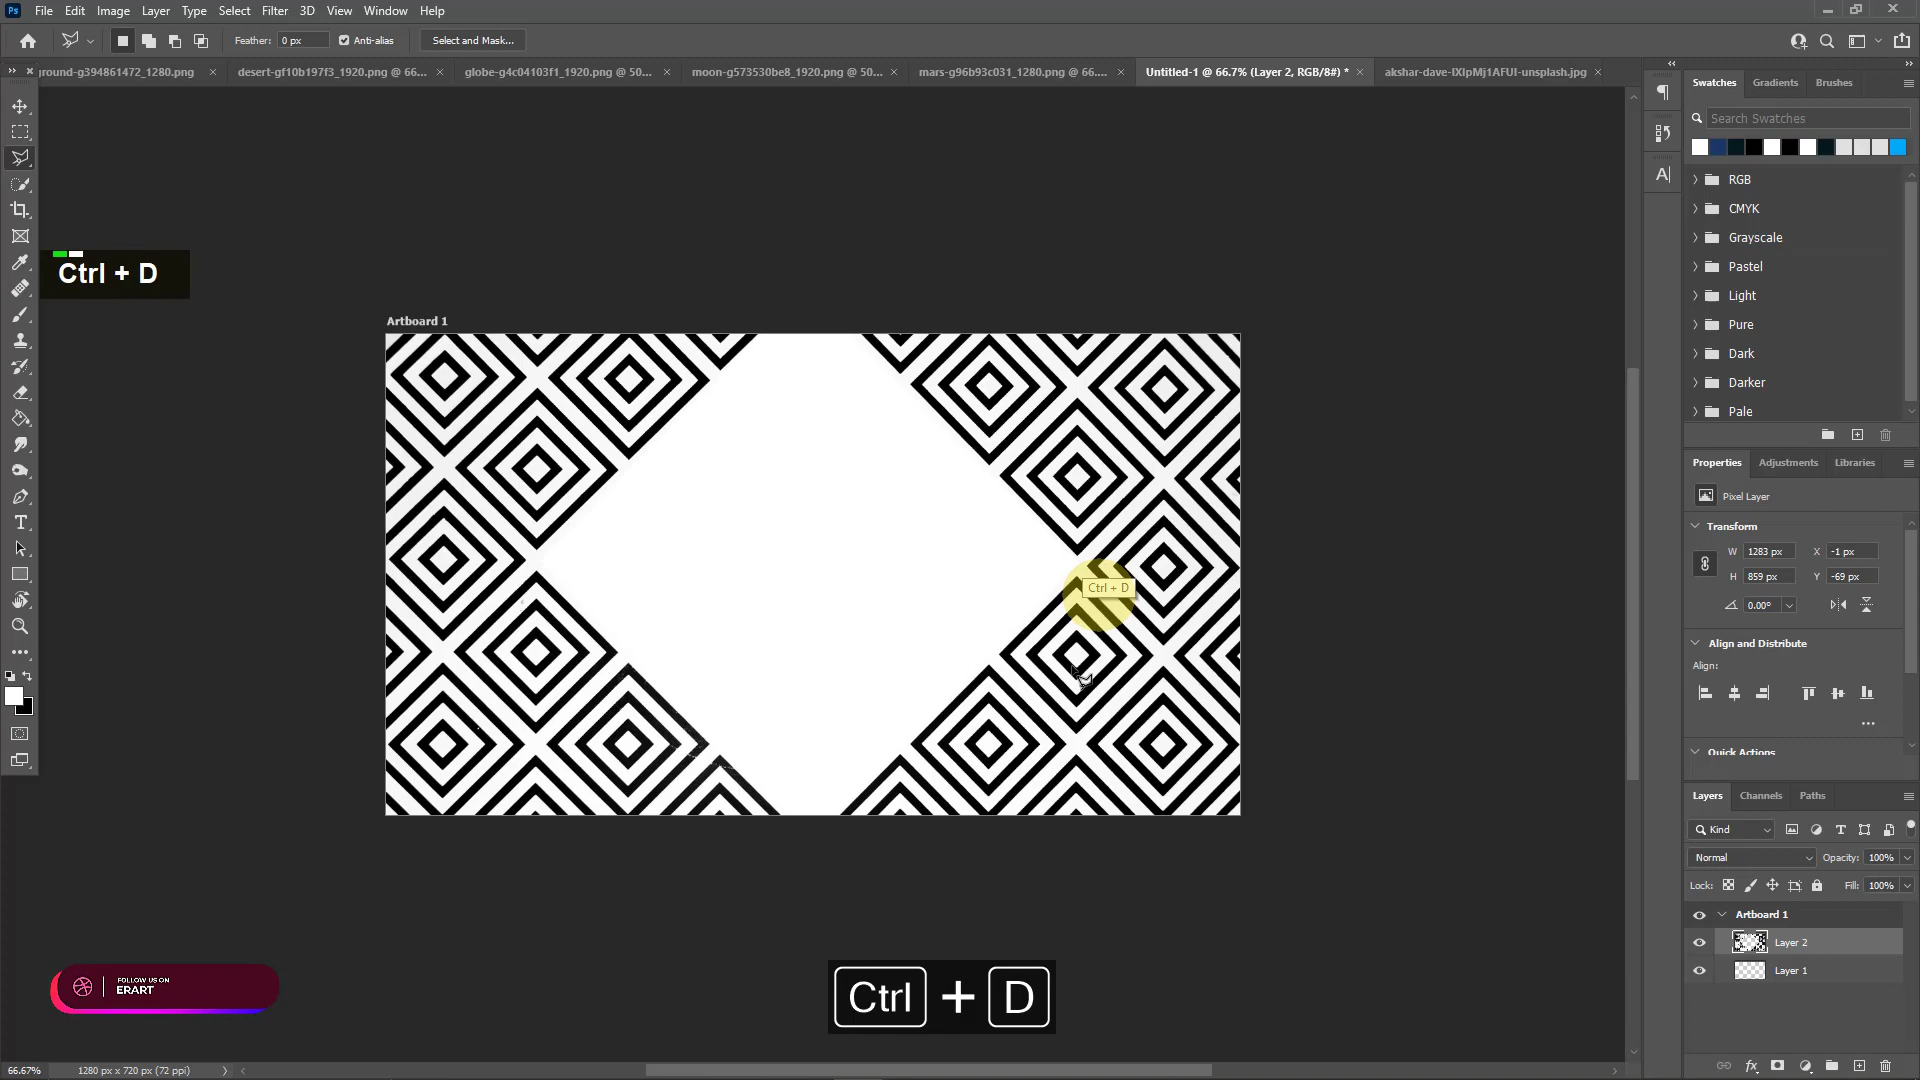 Ps File Edit Image Layer Type Select Filter 3D View Window Help
Feather: 0 px Anti-alias Select and Mask...
ground-g394861472_1280.png desert-gf10b197f3_1920.png @ 66.... globe-g4c04103f1_1920.png @ 50... moon-g573530be8_1920.png @ 50... mars-g96b93c031_1280.png @ 66.... Untitled-1 @ 66.7% (Layer 2, RGB/8#) * akshar-dave-IXlpMj1AFUI-unsplash.jpg
Swatches Gradients Brushes
Search Swatches
RGB
CMYK
Grayscale
Pastel
Light
Pure
Dark
Darker
Pale
Ctrl + D
Artboard 1
Ctrl + D
Properties Adjustments Libraries
Pixel Layer
Transform
W 1283 px X -1 px
H 859 px Y -69 px
0.00°
Align and Distribute
Align:
Quick Actions
Layers Channels Paths
Kind
Normal Opacity: 100%
Lock: Fill: 100%
Artboard 1
Layer 2
Layer 1
FOLLOW US ON
ERART
Ctrl + D
66.67% 1280 px x 720 px (72 ppi)